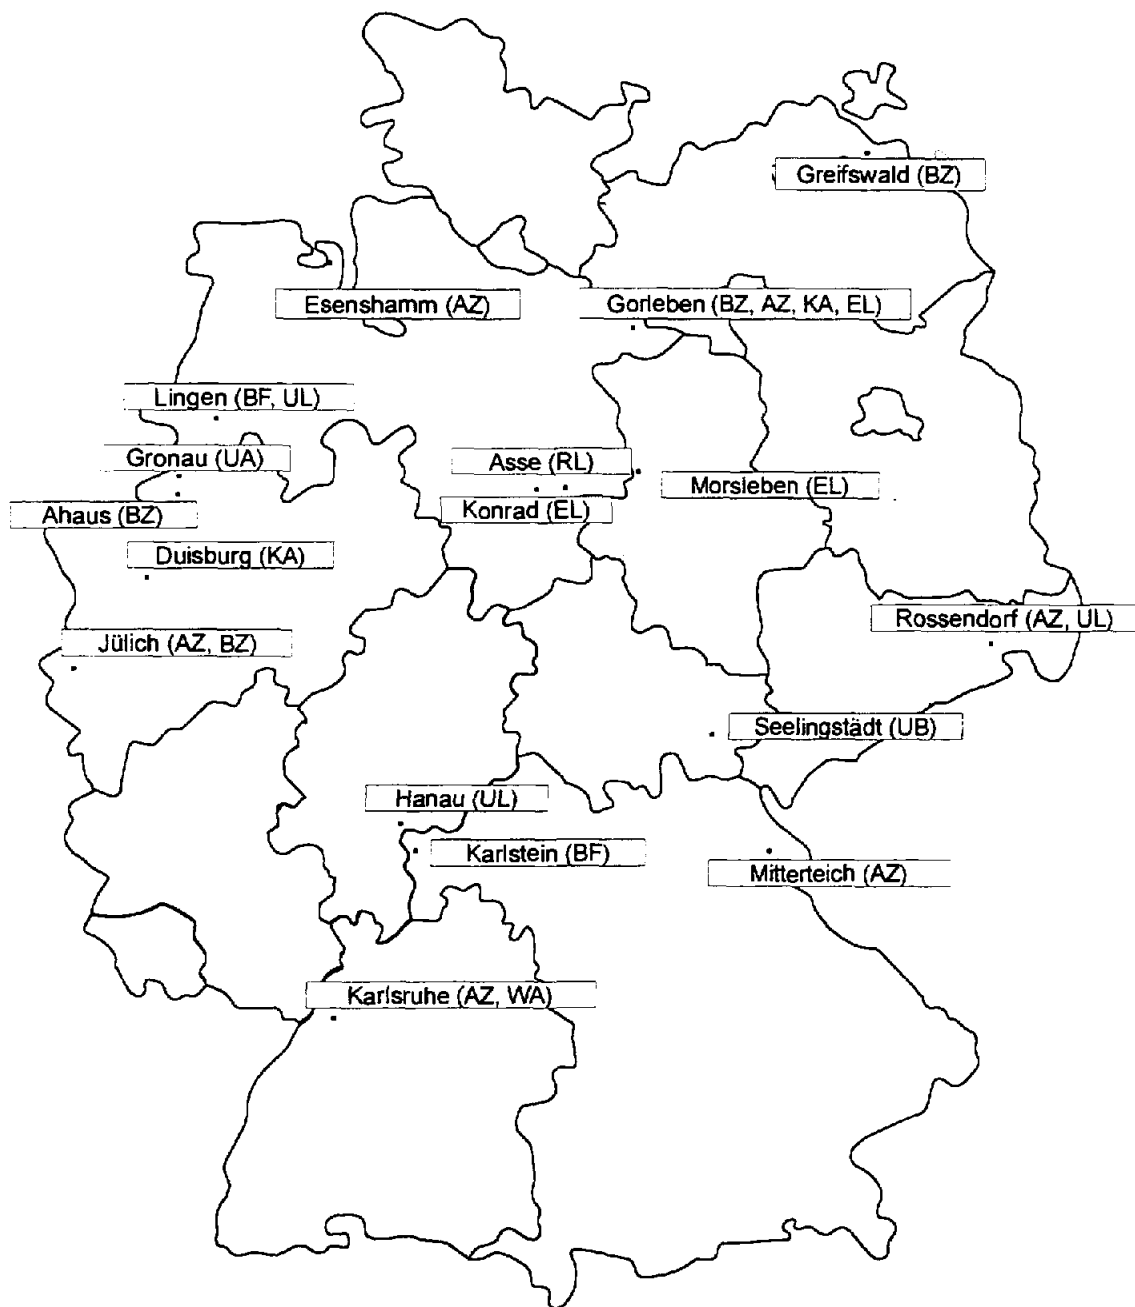 Greifswald (BZ)
Esenshamm (AZ)
Gorleben (BZ, AZ, KA, EL)
Lingen (BF, UL)
Gronau (UA)
Asse (RL)
Morsleben (EL)
Ahaus (BZ)
Konrad (EL)
Duisburg (KA)
Rossendorf (AZ, UL)
Jülich (AZ, BZ)
Seelingstädt (UB)
Hanau (UL)
Karlstein (BF)
Mitterteich (AZ)
Karlsruhe (AZ, WA)